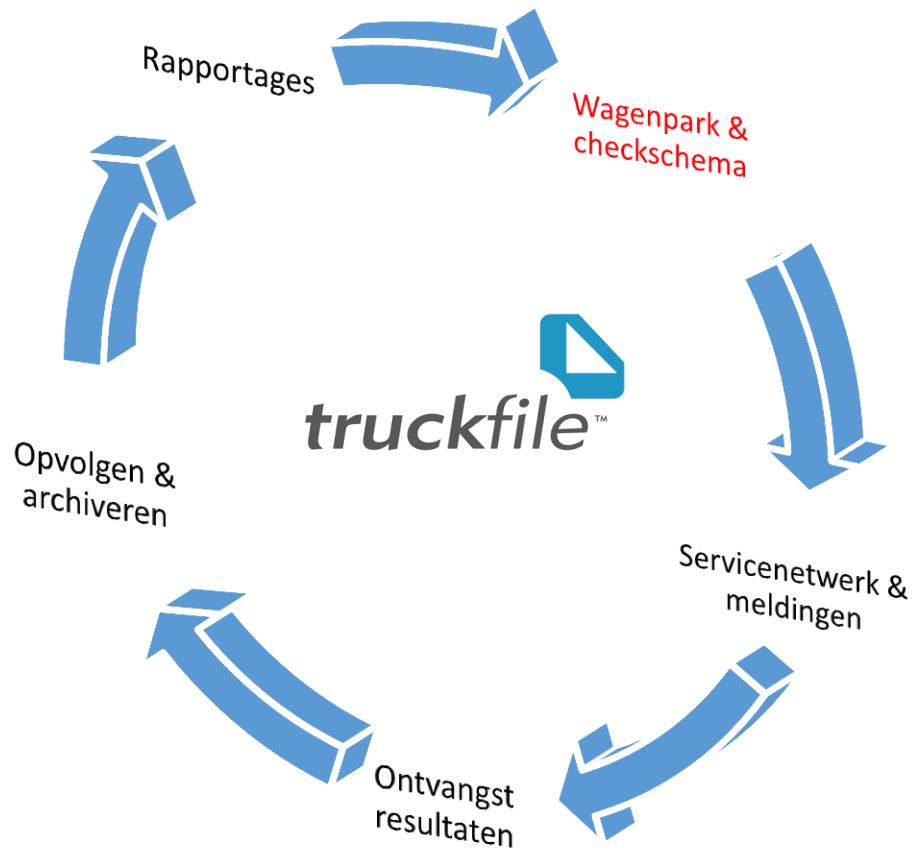 Rapportages
Wagenpark &
checkschema
truckfile™
Opvolgen &
archiveren
Servicenetwerk &
meldingen
Ontvangst
resultaten